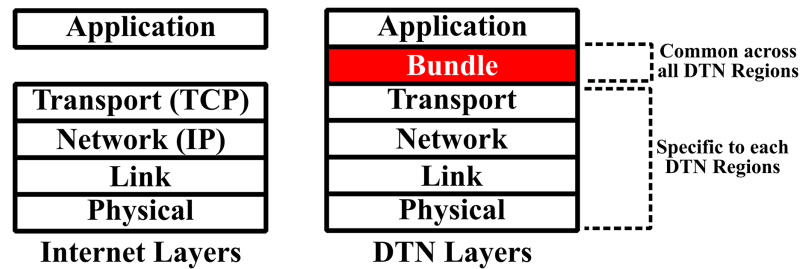 Application
Transport (TCP)
Network (IP)
Link
Physical
Internet Layers
Application
Bundle
Transport
Network
Link
Physical
DTN Layers
Common across
all DTN Regions
Specific to each
DTN Regions